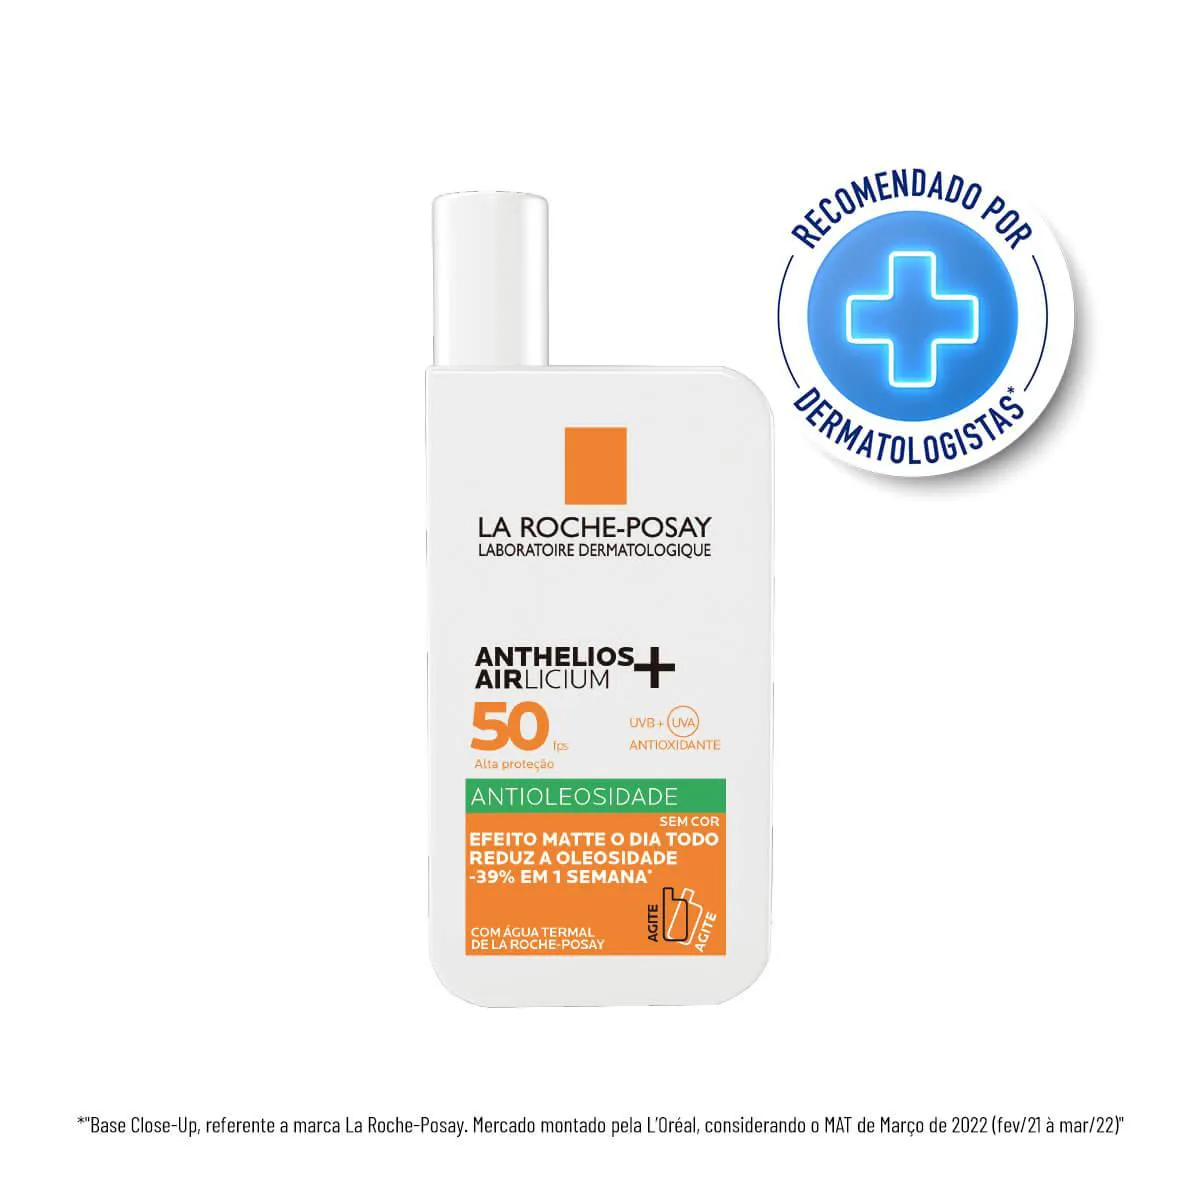 RECOMENDADO POR
DERMATOLOGISTAS*
LA ROCHE-POSAY
LABORATOIRE DERMATOLOGIQUE
ANTHELIOS
AIRLICIUM +
50 fps
Alta proteção
UVB + UVA
ANTIOXIDANTE
ANTIOLEOSIDADE
SEM COR
EFEITO MATTE O DIA TODO
REDUZ A OLEOSIDADE
-39% EM 1 SEMANA*
AGITE
AGITE
COM ÁGUA TERMAL
DE LA ROCHE-POSAY
*"Base Close-Up, referente a marca La Roche-Posay. Mercado montado pela L'Oréal, considerando o MAT de Março de 2022 (fev/21 à mar/22)"